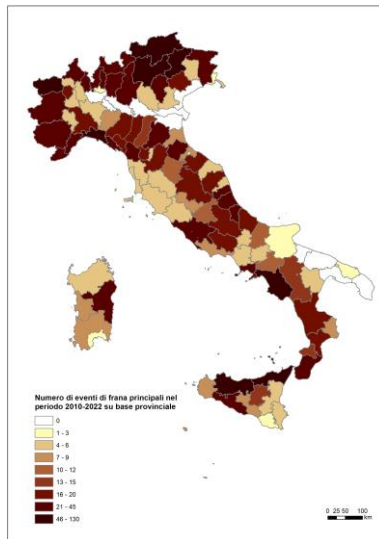 Numero di eventi di frana principali nel
periodo 2010-2022 su base provinciale
0
1 - 3
4 - 6
7 - 9
10 - 12
13 - 15
16 - 20
21 - 45
46 - 130
0 25 50 100
km